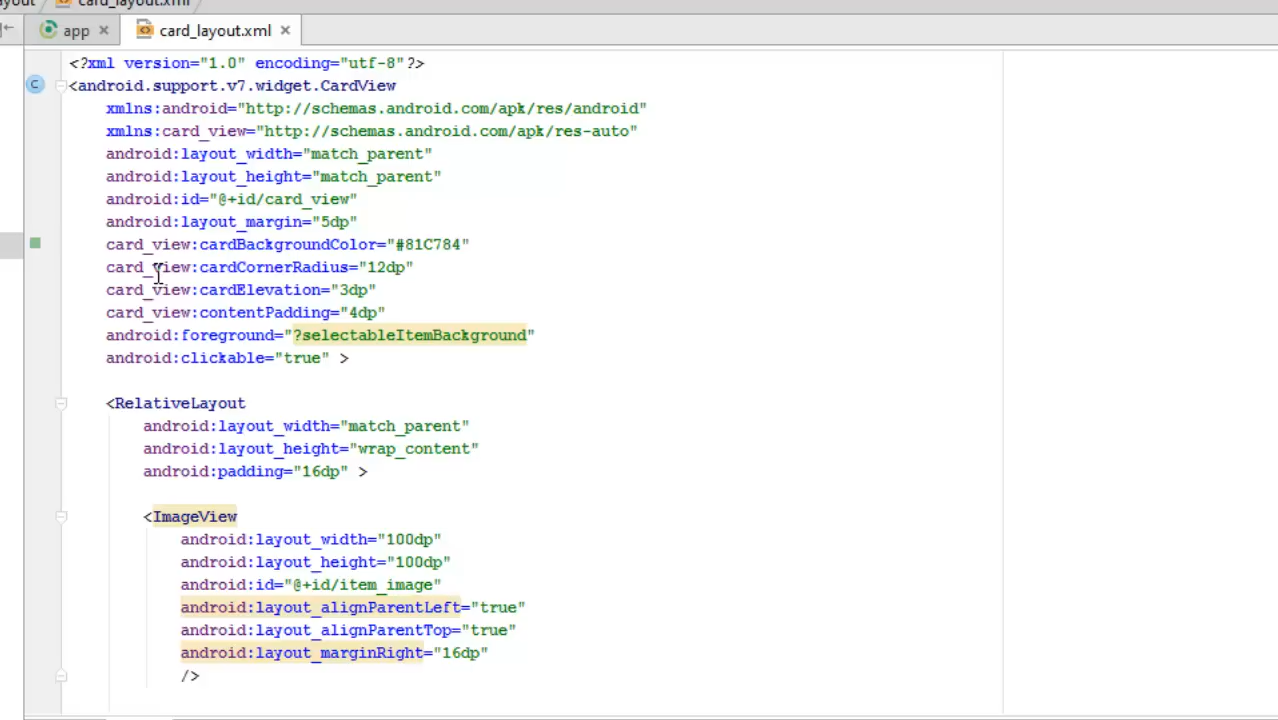 card_layout.xml
app
card_layout.xml
<?xml version="1.0" encoding="utf-8"?>
<android.support.v7.widget.CardView
xmlns:android="http://schemas.android.com/apk/res/android"
xmlns:card_view="http://schemas.android.com/apk/res-auto"
android:layout_width="match_parent"
android:layout_height="match_parent"
android:id="@+id/card_view"
android:layout_margin="5dp"
card_view:cardBackgroundColor="#81C784"
card_view:cardCornerRadius="12dp"
card_view:cardElevation="3dp"
card_view:contentPadding="4dp"
android:foreground="?selectableItemBackground"
android:clickable="true" >
<RelativeLayout
android:layout_width="match_parent"
android:layout_height="wrap_content"
android:padding="16dp" >
<ImageView
android:layout_width="100dp"
android:layout_height="100dp"
android:id="@+id/item_image"
android:layout_alignParentLeft="true"
android:layout_alignParentTop="true"
android:layout_marginRight="16dp"
/>